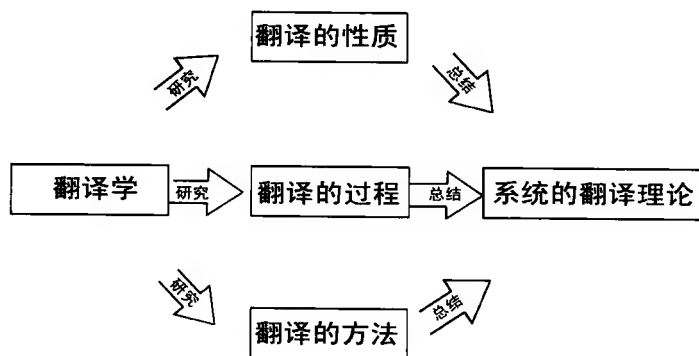 翻译的性质
研究
总结
翻译学
研究
翻译的过程
总结
系统的翻译理论
研究
翻译的方法
总结